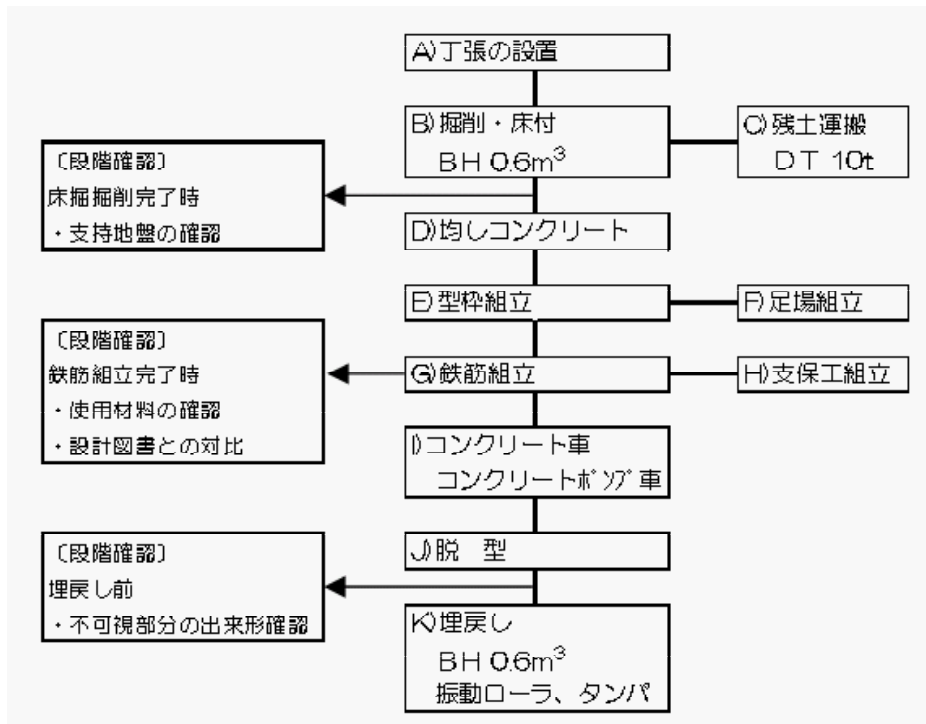 A)丁張の設置
B)掘削・床付
BH 0.6m³
C)残土運搬
DT 10t
〔段階確認〕
床掘掘削完了時
・支持地盤の確認
D)均しコンクリート
E)型枠組立
F)足場組立
〔段階確認〕
鉄筋組立完了時
・使用材料の確認
・設計図書との対比
G)鉄筋組立
H)支保工組立
I)コンクリート車
コンクリートポンプ車
J)脱 型
〔段階確認〕
埋戻し前
・不可視部分の出来形確認
K)埋戻し
BH 0.6m³
振動ローラ、タンパ